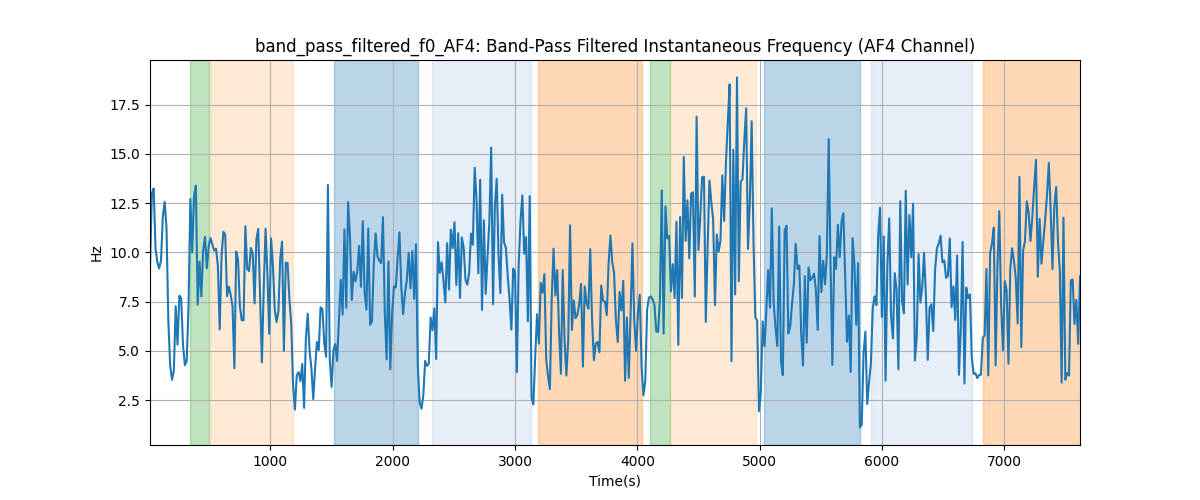 band_pass_filtered_f0_AF4: Band-Pass Filtered Instantaneous Frequency (AF4 Channel)
17.5
15.0
12.5
10.0
7.5
5.0
2.5
Hz
1000 2000 3000 4000 5000 6000 7000
Time(s)